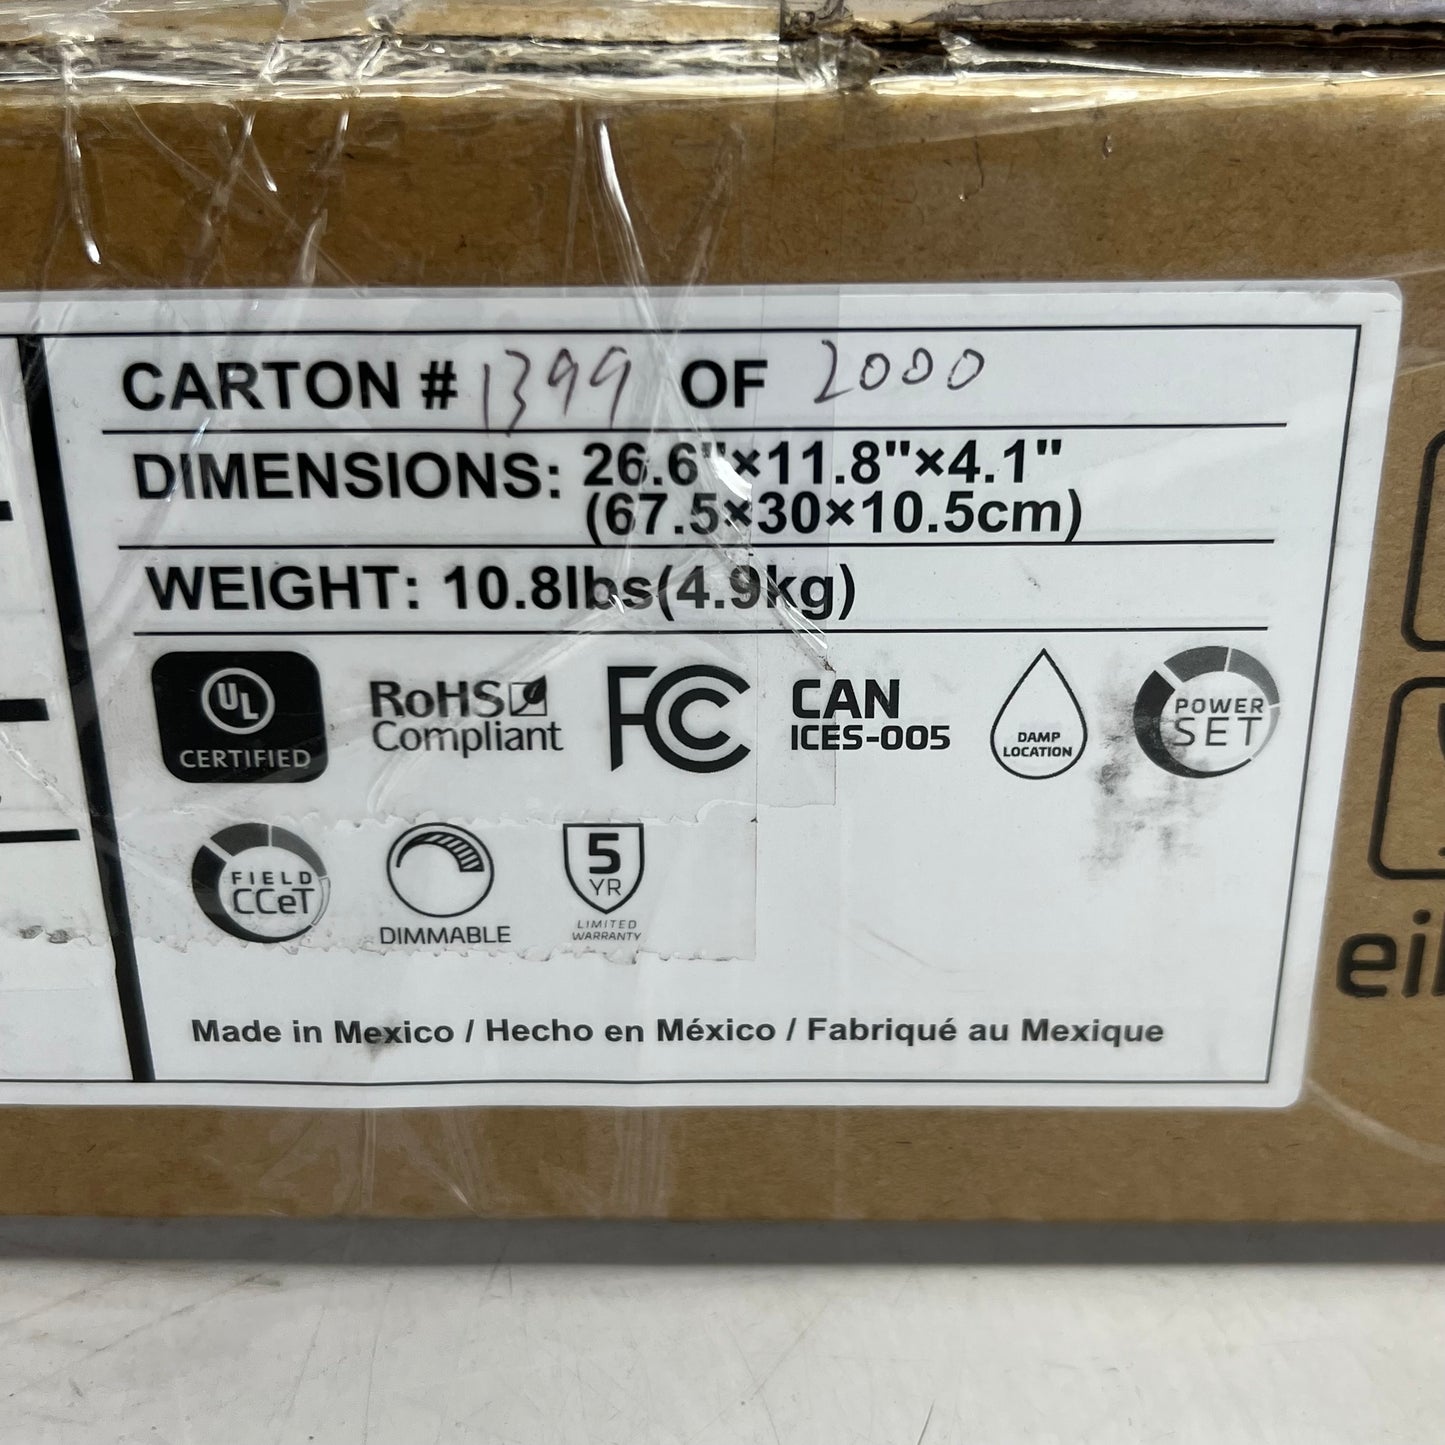 CARTON # 1399 OF 2000
DIMENSIONS: 26.6"×11.8"×4.1"
(67.5×30×10.5cm)
WEIGHT: 10.8lbs(4.9kg)
UL
CERTIFIED
RoHS
Compliant
FCC
CAN
ICES-005
DAMP
LOCATION
POWER
SET
FIELD
CCeT
DIMMABLE
5
YR
LIMITED
WARRANTY
Made in Mexico / Hecho en México / Fabriqué au Mexique